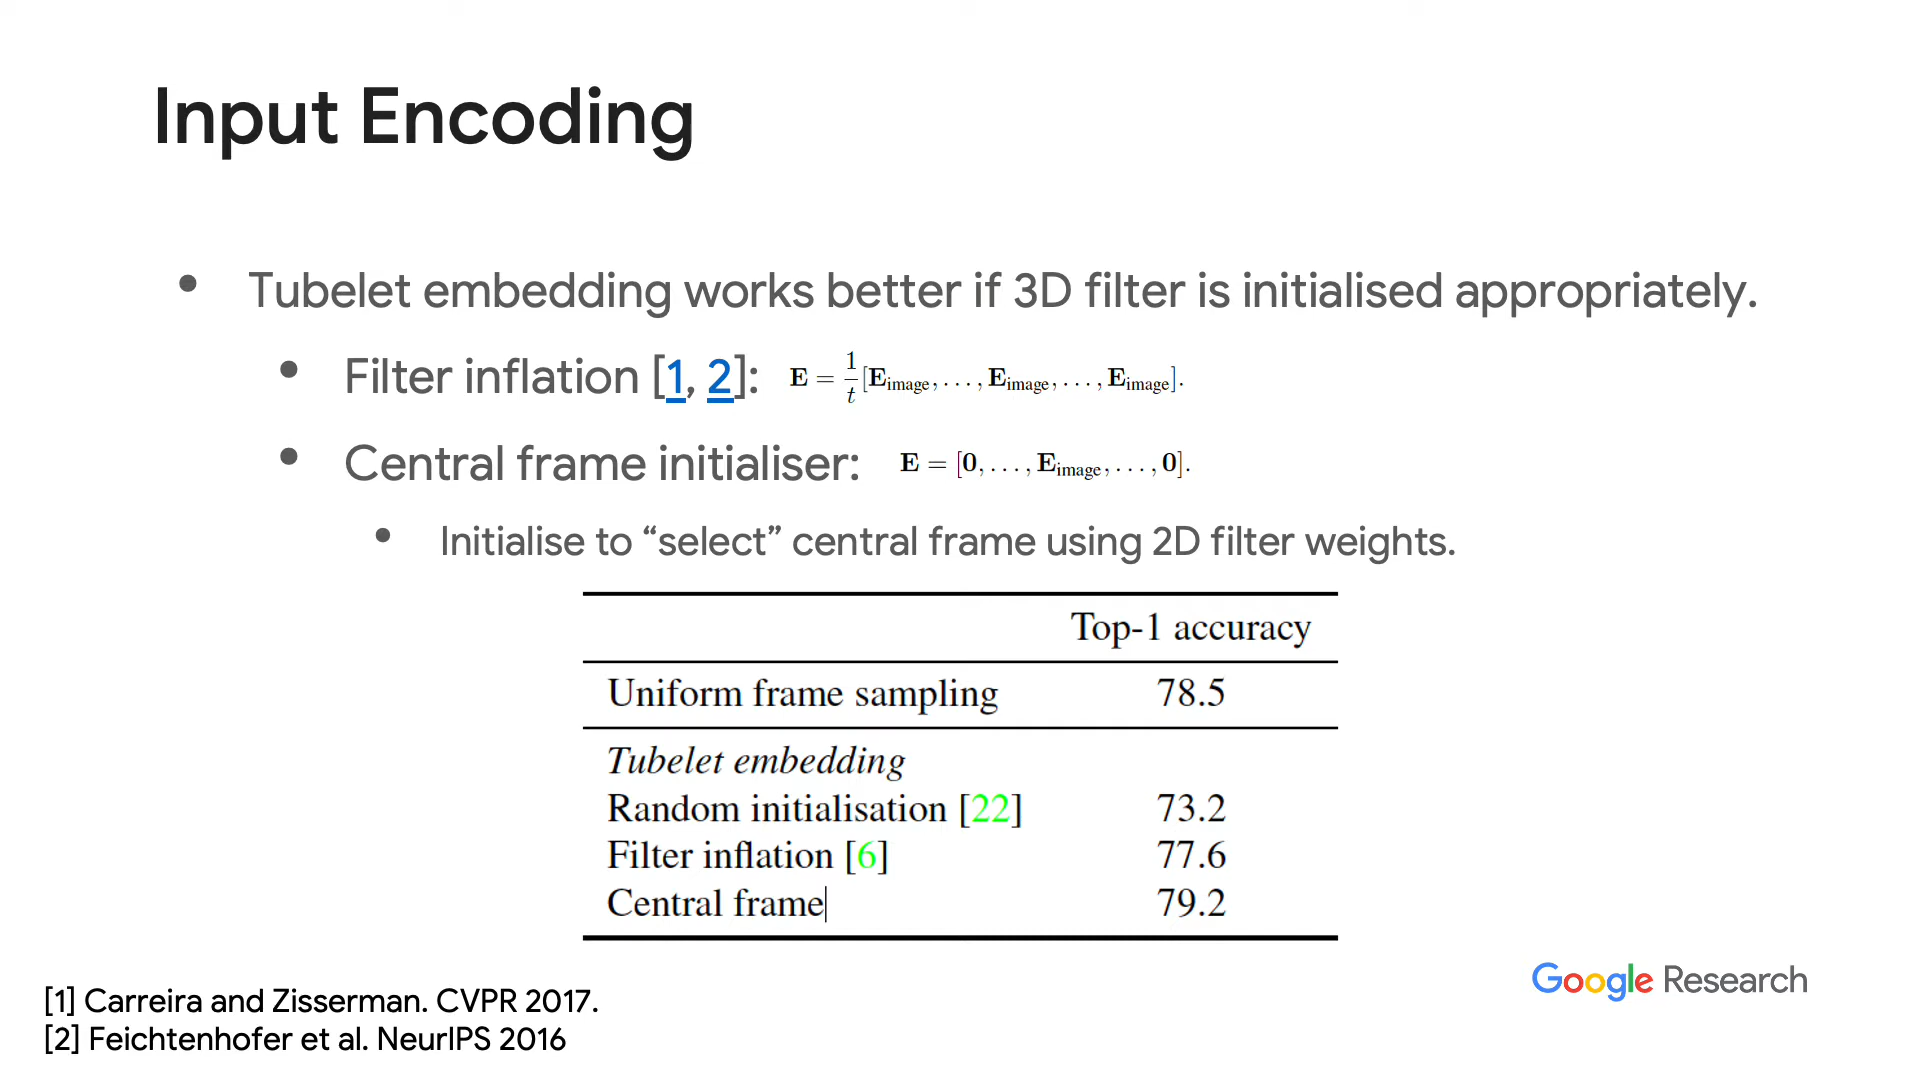 Input Encoding
• Tubelet embedding works better if 3D filter is initialised appropriately.
• Filter inflation [1, 2]: E = 1/t [E_image, . . . , E_image, . . . , E_image].
• Central frame initialiser: E = [0, . . . , E_image, . . . , 0].
• Initialise to “select” central frame using 2D filter weights.
Top-1 accuracy
Uniform frame sampling 78.5
Tubelet embedding
Random initialisation [22] 73.2
Filter inflation [6] 77.6
Central frame 79.2
Google Research
[1] Carreira and Zisserman. CVPR 2017.
[2] Feichtenhofer et al. NeurIPS 2016